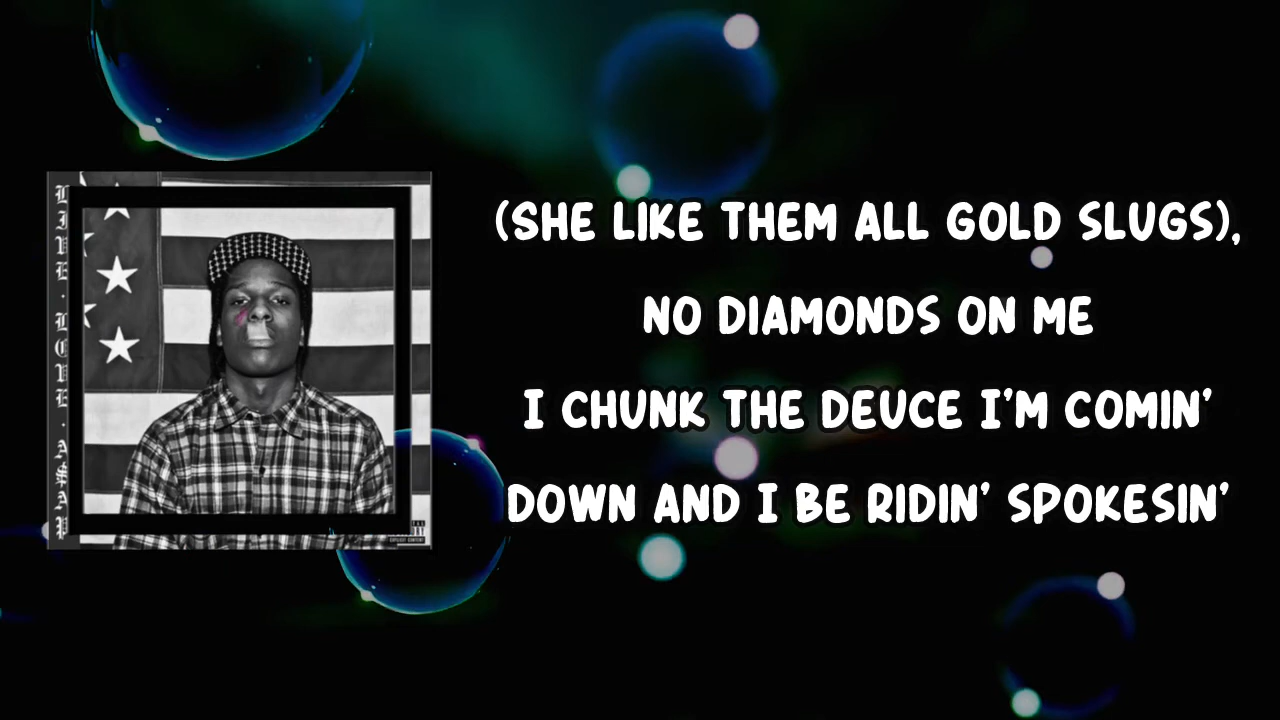 LIVE . LOVE . A$AP
(SHE LIKE THEM ALL GOLD SLUGS),
NO DIAMONDS ON ME
I CHUNK THE DEUCE I'M COMIN'
DOWN AND I BE RIDIN' SPOKESIN'